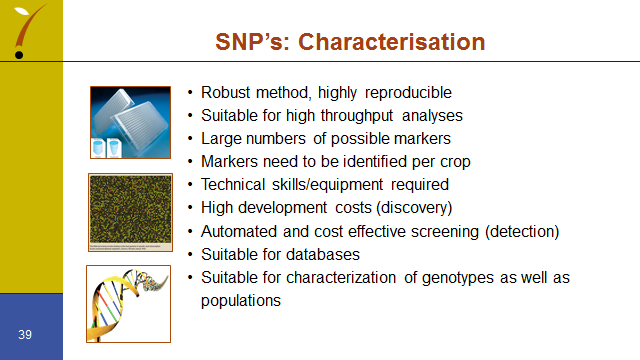 SNP's: Characterisation
• Robust method, highly reproducible
• Suitable for high throughput analyses
• Large numbers of possible markers
• Markers need to be identified per crop
• Technical skills/equipment required
• High development costs (discovery)
• Automated and cost effective screening (detection)
• Suitable for databases
• Suitable for characterization of genotypes as well as
populations
39